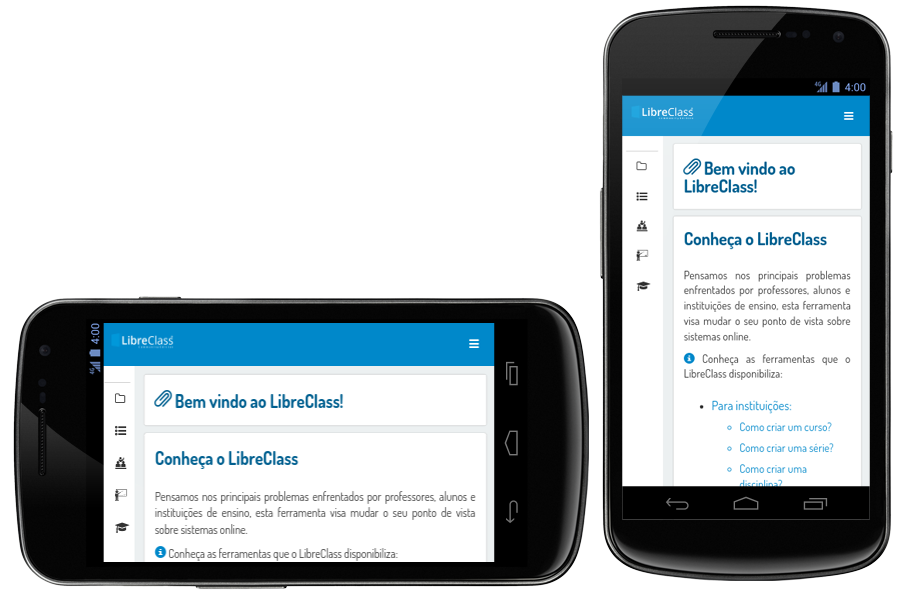 4:00
4G
LibreClass
Bem vindo ao LibreClass!
Conheça o LibreClass
Pensamos nos principais problemas enfrentados por professores, alunos e
instituições de ensino, esta ferramenta visa mudar o seu ponto de vista
sobre sistemas online.
Conheça as ferramentas que o LibreClass disponibiliza:
4G 4:00
LibreClass
Bem vindo ao
LibreClass!
Conheça o LibreClass
Pensamos nos principais problemas
enfrentados por professores, alunos e
instituições de ensino, esta ferramenta
visa mudar o seu ponto de vista sobre
sistemas online.
Conheça as ferramentas que o
LibreClass disponibiliza:
Para instituições:
Como criar um curso?
Como criar uma série?
Como criar uma
disciplina?